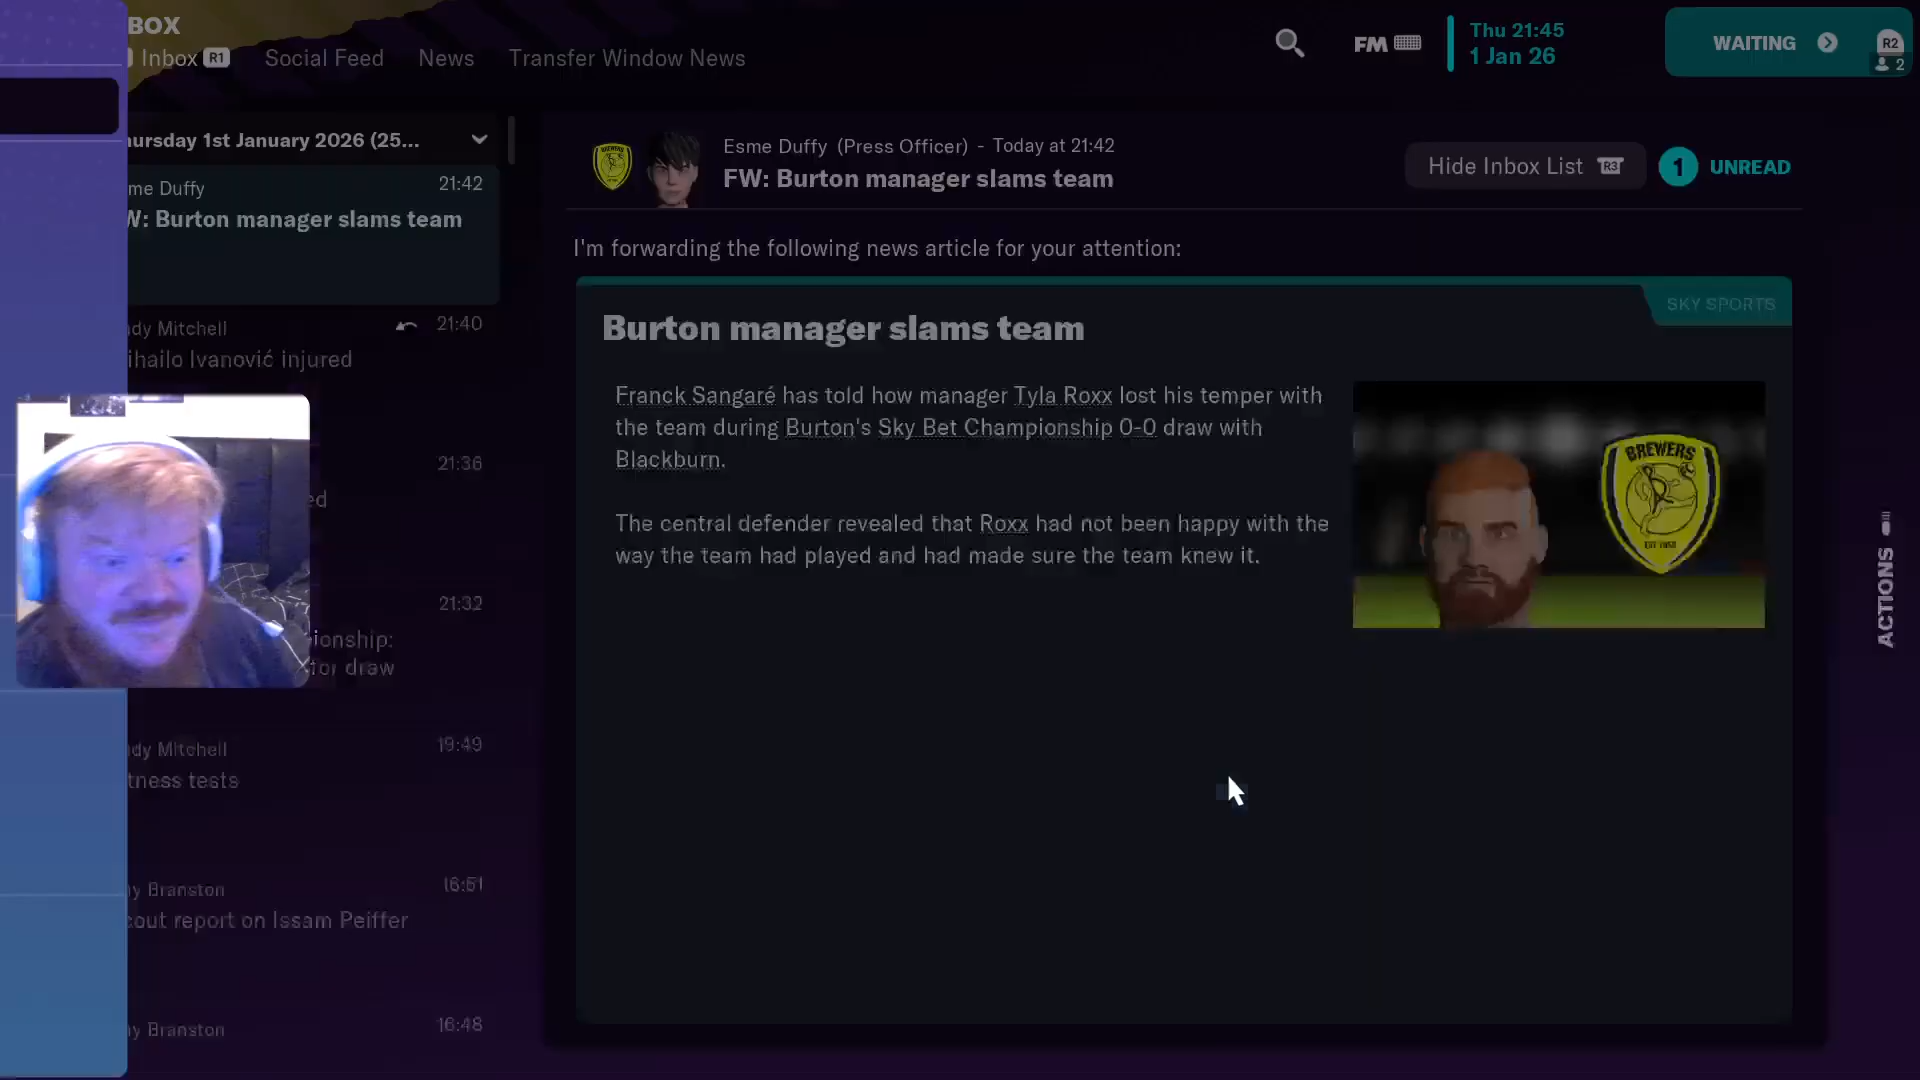 BOX
Inbox R1 Social Feed News Transfer Window News
FM
Thu 21:45
1 Jan 26
WAITING
R2
2
hursday 1st January 2026 (25...
me Duffy 21:42
W: Burton manager slams team
dy Mitchell 21:40
ihailo Ivanović injured
21:36
ed
21:32
ionship:
for draw
dy Mitchell 19:49
tness tests
y Branston 16:51
cout report on Issam Peiffer
y Branston 16:48
Esme Duffy (Press Officer) - Today at 21:42
FW: Burton manager slams team
Hide Inbox List R3
1 UNREAD
I'm forwarding the following news article for your attention:
SKY SPORTS
Burton manager slams team
Franck Sangaré has told how manager Tyla Roxx lost his temper with
the team during Burton's Sky Bet Championship 0-0 draw with
Blackburn.
The central defender revealed that Roxx had not been happy with the
way the team had played and had made sure the team knew it.
BREWERS
ACTIONS